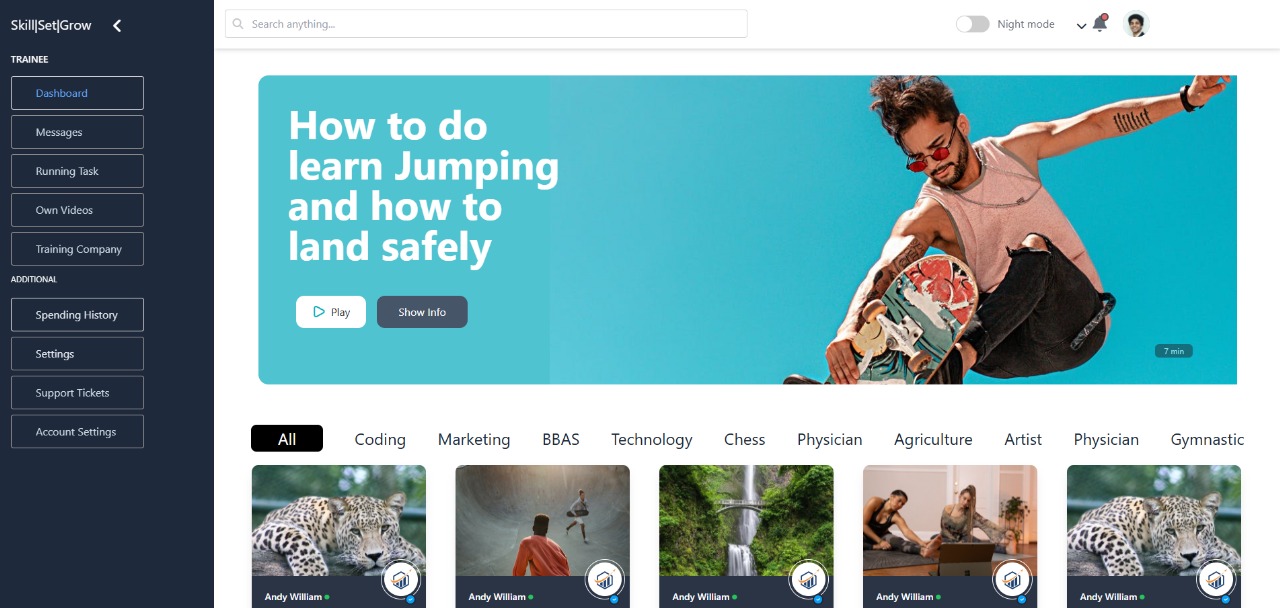 Skill|Set|Grow
Search anything...
Night mode
TRAINEE
Dashboard
Messages
Running Task
Own Videos
Training Company
ADDITIONAL
Spending History
Settings
Support Tickets
Account Settings
How to do
learn Jumping
and how to
land safely
Play
Show Info
7 min
All
Coding
Marketing
BBAS
Technology
Chess
Physician
Agriculture
Artist
Physician
Gymnastic
Andy William
Andy William
Andy William
Andy William
Andy William